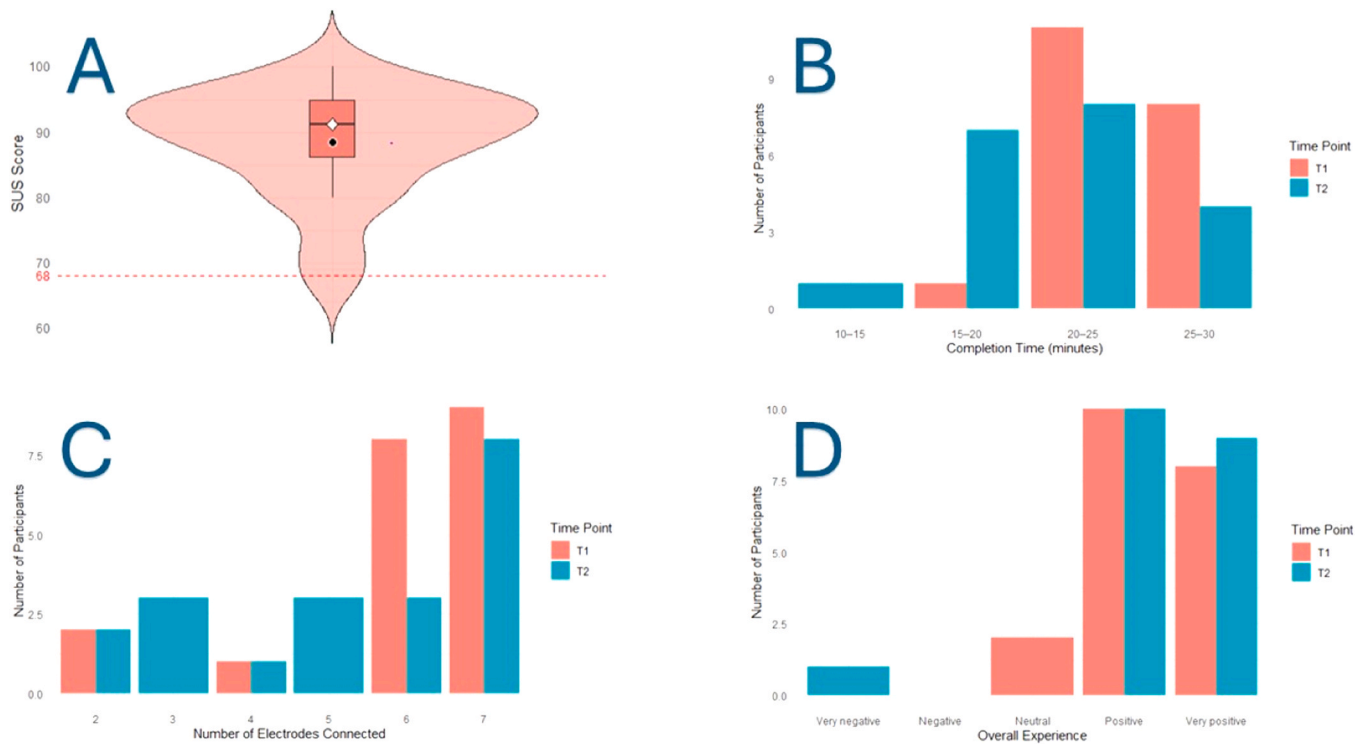 A
SUS Score
100
90
80
70
68
60
B
Number of Participants
9
6
3
0
10–15
15–20
20–25
25–30
Completion Time (minutes)
Time Point
T1
T2
C
Number of Participants
7.5
5.0
2.5
0.0
2
3
4
5
6
7
Number of Electrodes Connected
Time Point
T1
T2
D
Number of Participants
10.0
7.5
5.0
2.5
0.0
Very negative
Negative
Neutral
Positive
Very positive
Overall Experience
Time Point
T1
T2